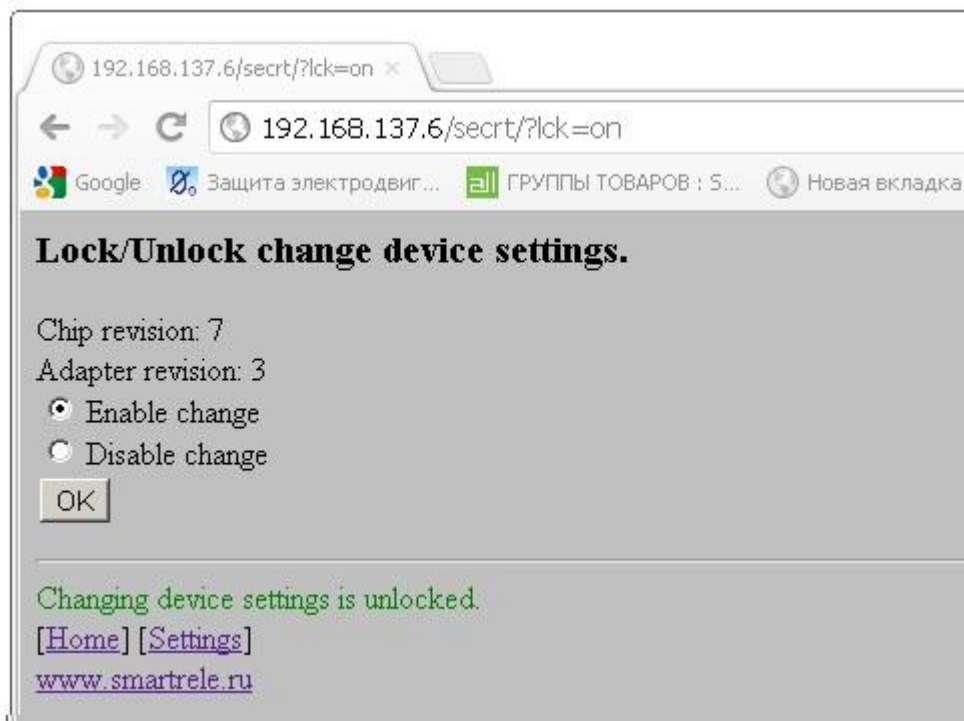 192.168.137.6/secrt/?lck=on
192.168.137.6/secrt/?lck=on
Google Защита электродвиг... all ГРУППЫ ТОВАРОВ : S... Новая вкладка
Lock/Unlock change device settings.
Chip revision: 7
Adapter revision: 3
Enable change
Disable change
OK
Changing device settings is unlocked.
[Home] [Settings]
www.smartrele.ru